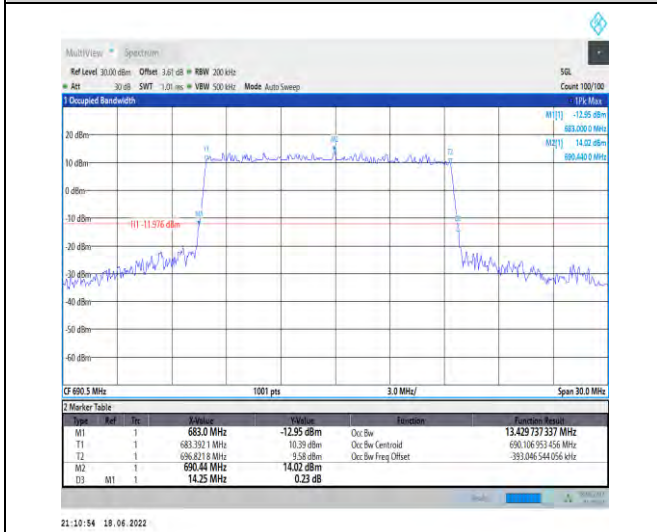 MultiView Spectrum
Ref Level 30.00 dBm Offset 3.61 dB RBW 200 kHz SGL
Att 30 dB SWT 1.01 ms VBW 500 kHz Mode Auto Sweep Count 100/100
1 Occupied Bandwidth 1Pk Max
M1[1] -12.95 dBm
683.000 0 MHz
M2[1] 14.02 dBm
690.440 0 MHz
20 dBm
10 dBm
0 dBm
-10 dBm
-20 dBm
-30 dBm
-40 dBm
-50 dBm
-60 dBm
T1
M2
T2
M1
D3
H1 -11.976 dBm
CF 690.5 MHz 1001 pts 3.0 MHz/ Span 30.0 MHz
2 Marker Table
Type Ref Trc X-Value Y-Value Function Function Result
M1 1 683.0 MHz -12.95 dBm Occ Bw 13.429 737 337 MHz
T1 1 683.392 1 MHz 10.39 dBm Occ Bw Centroid 690.106 953 456 MHz
T2 1 696.821 8 MHz 9.58 dBm Occ Bw Freq Offset -393.046 544 056 kHz
M2 1 690.44 MHz 14.02 dBm
D3 M1 1 14.25 MHz 0.23 dB
21:10:54 18.06.2022